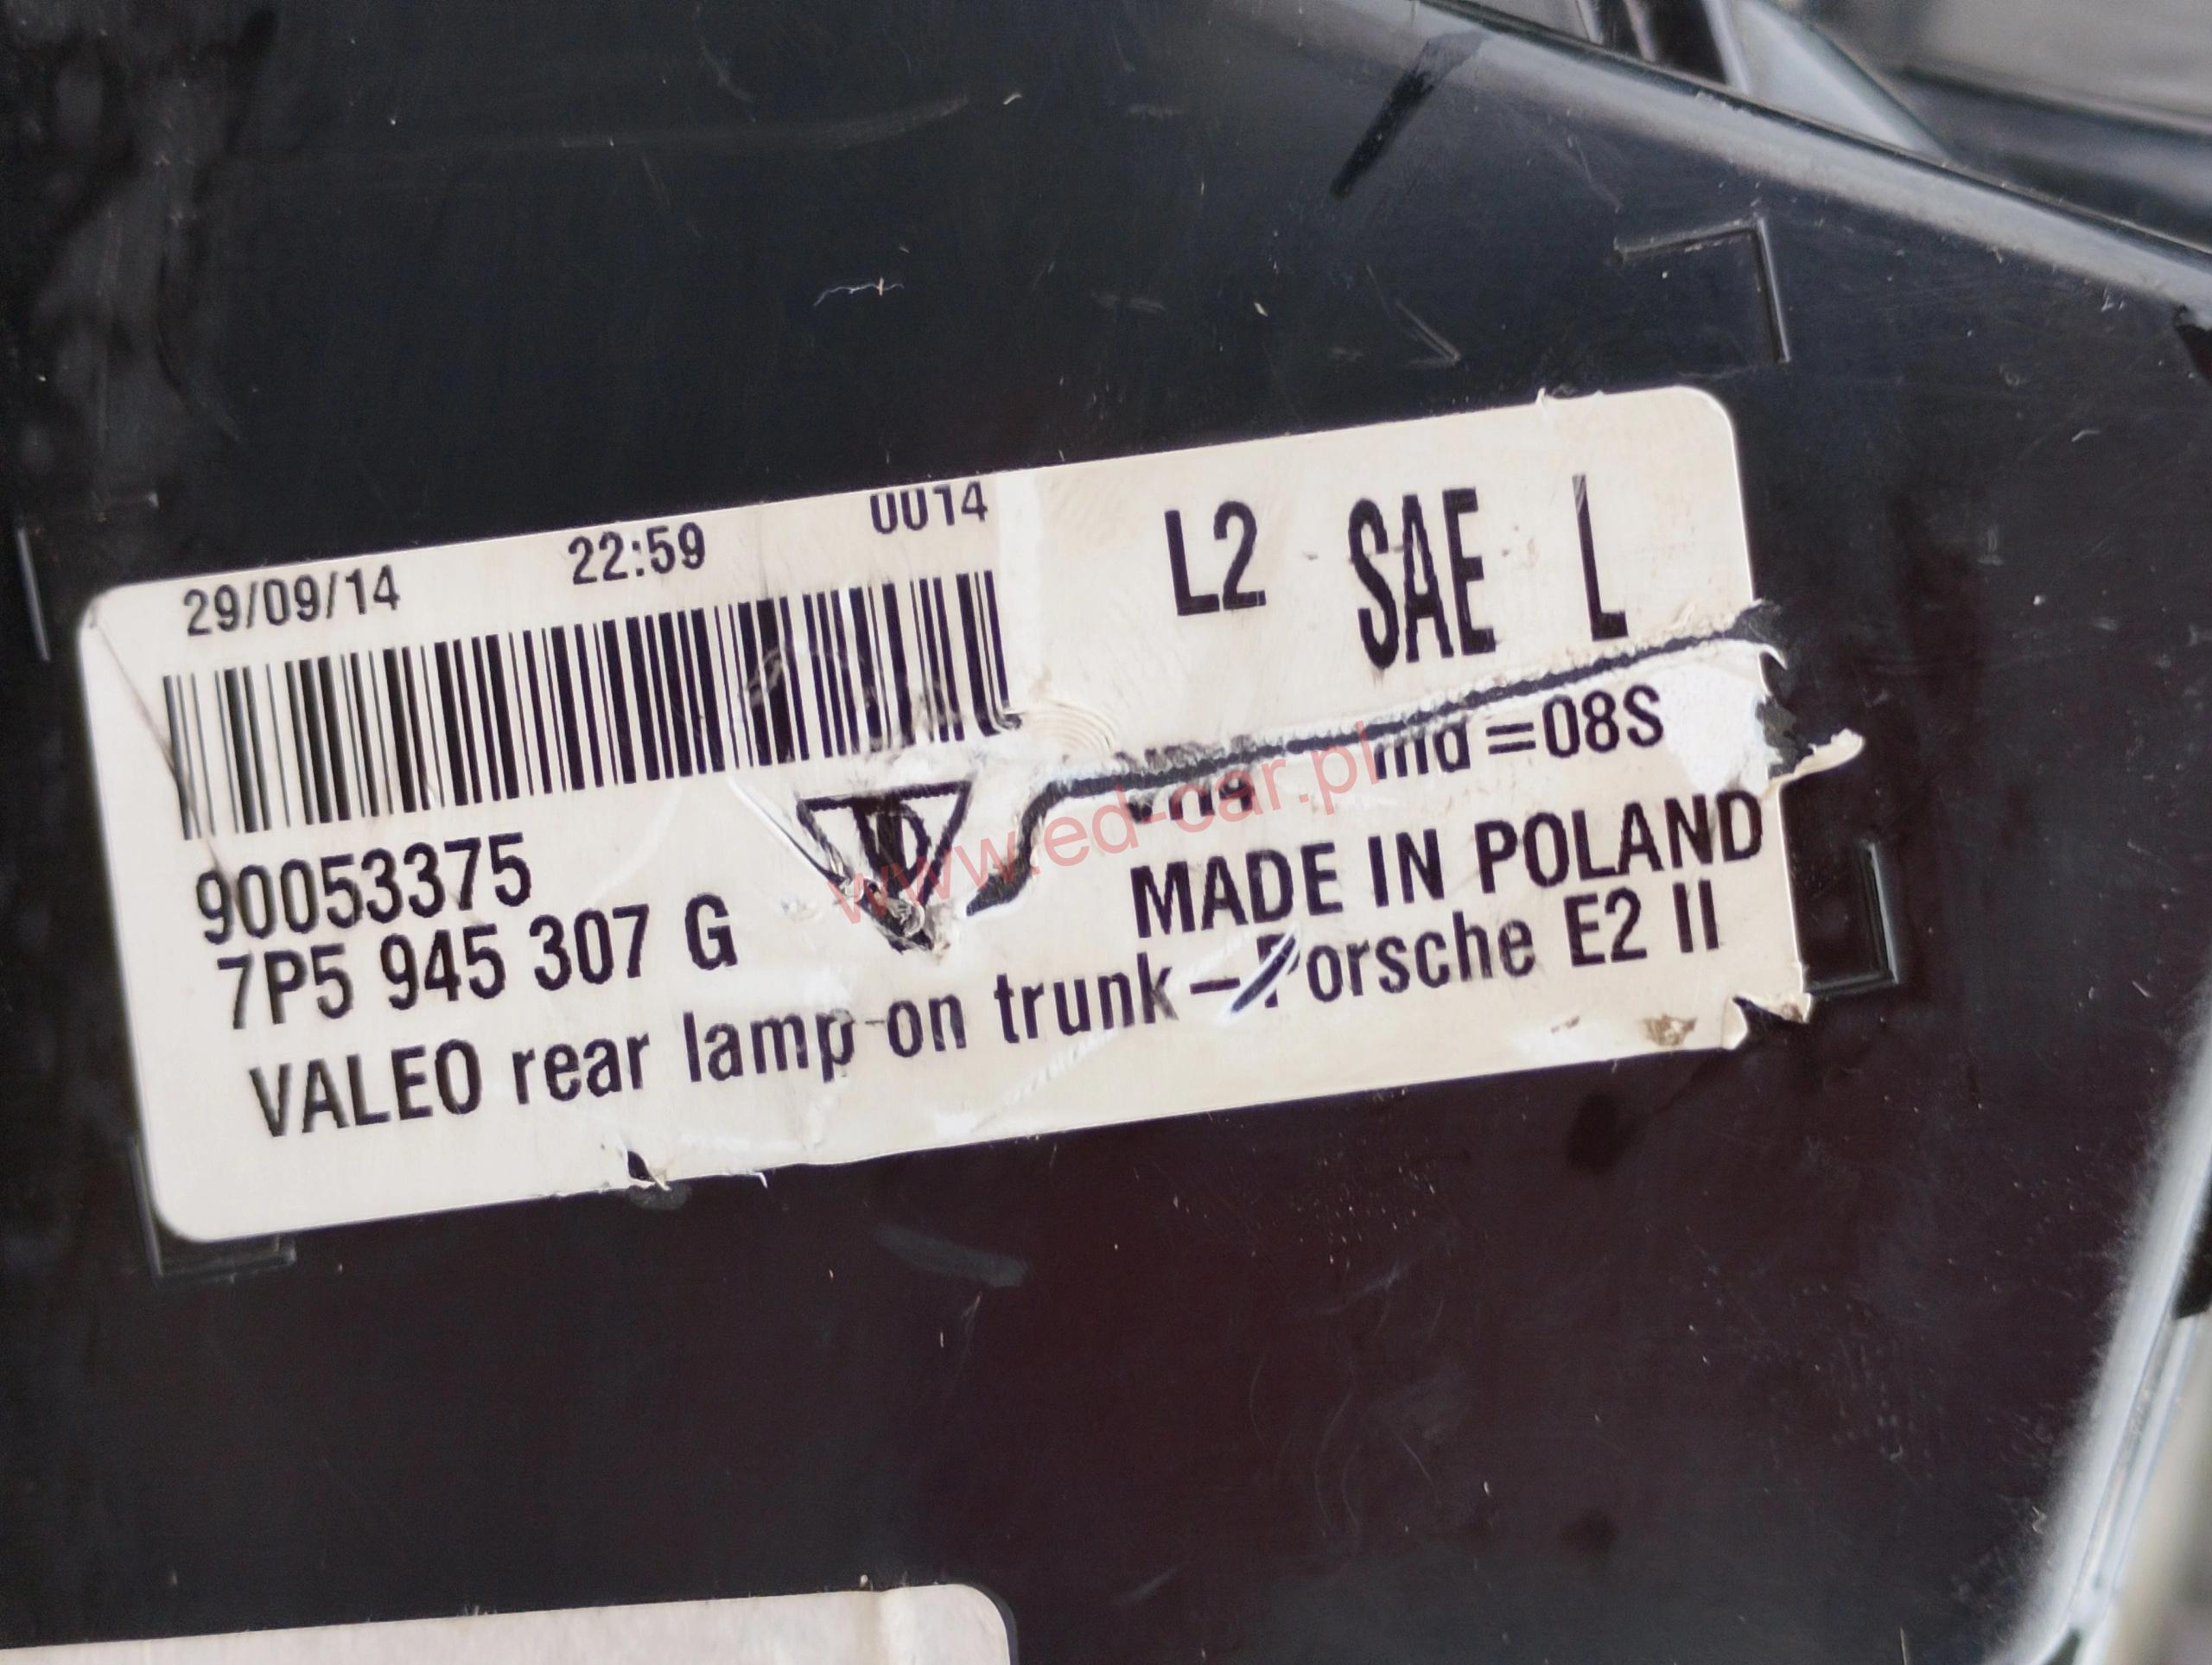 29/09/14 22:59 0014
L2 SAE L
=08S
90053375
MADE IN POLAND
7P5 945 307 G
VALEO rear lamp on trunk-Porsche E2 II
www.ed-car.pl